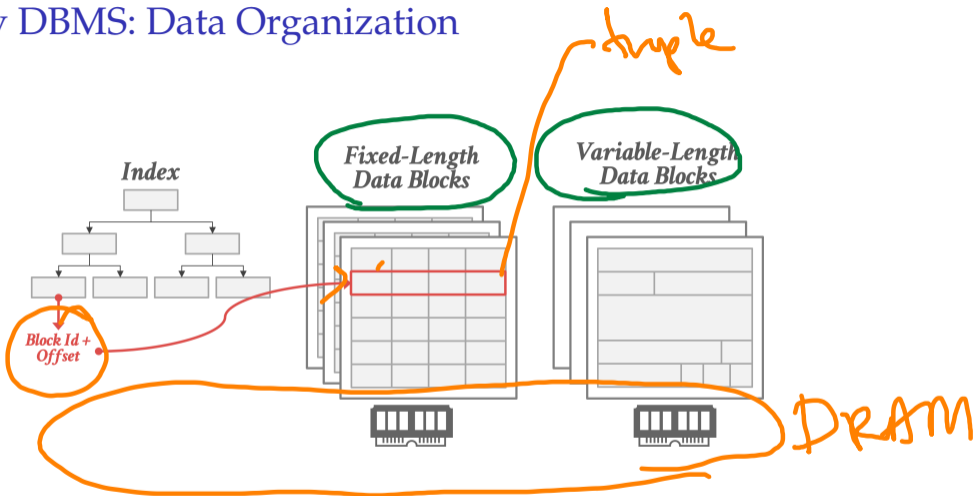 DBMS: Data Organization
tuple
Index
Fixed-Length
Data Blocks
Variable-Length
Data Blocks
Block Id +
Offset
DRAM